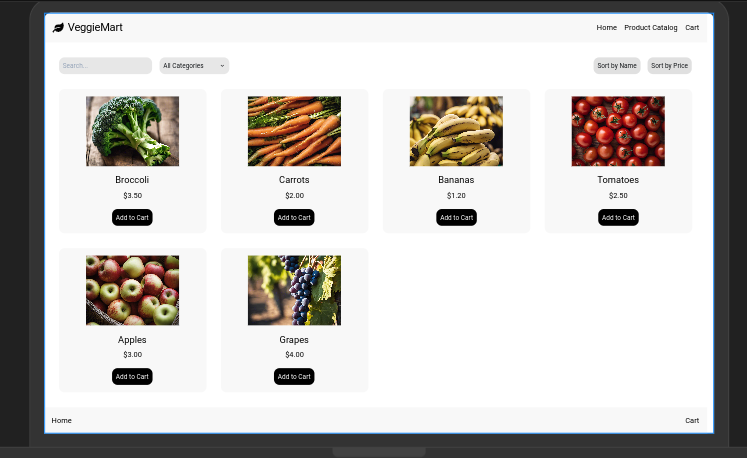 VeggieMart
Home Product Catalog Cart
Search...
All Categories
Sort by Name
Sort by Price
Broccoli
$3.50
Add to Cart
Carrots
$2.00
Add to Cart
Bananas
$1.20
Add to Cart
Tomatoes
$2.50
Add to Cart
Apples
$3.00
Add to Cart
Grapes
$4.00
Add to Cart
Home
Cart